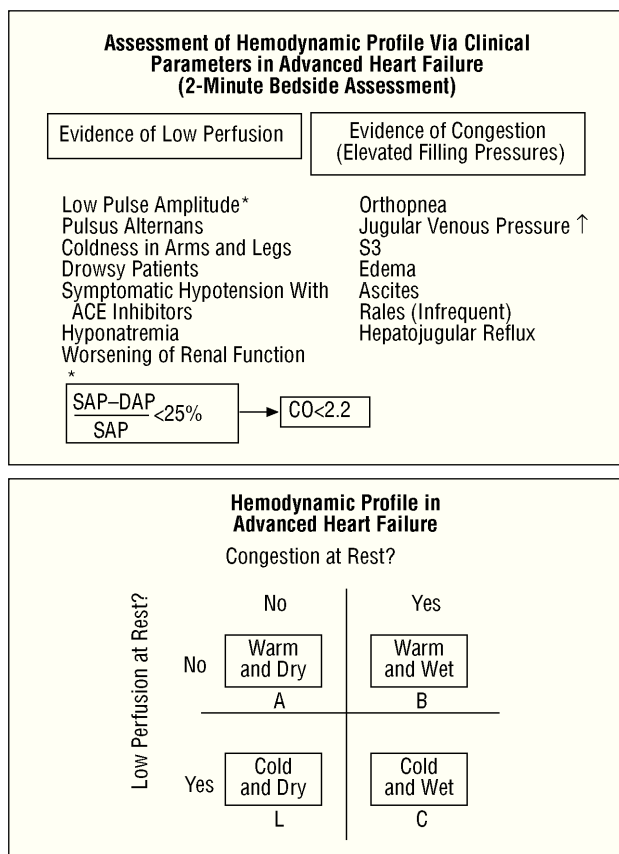 Assessment of Hemodynamic Profile Via Clinical
Parameters in Advanced Heart Failure
(2-Minute Bedside Assessment)
Evidence of Low Perfusion
Evidence of Congestion
(Elevated Filling Pressures)
Low Pulse Amplitude*
Pulsus Alternans
Coldness in Arms and Legs
Drowsy Patients
Symptomatic Hypotension With
ACE Inhibitors
Hyponatremia
Worsening of Renal Function
*
SAP–DAP
SAP
<25%
CO<2.2
Orthopnea
Jugular Venous Pressure ↑
S3
Edema
Ascites
Rales (Infrequent)
Hepatojugular Reflux
Hemodynamic Profile in
Advanced Heart Failure
Congestion at Rest?
Low Perfusion at Rest?
No
Yes
No
Warm
and Dry
A
Warm
and Wet
B
Yes
Cold
and Dry
L
Cold
and Wet
C